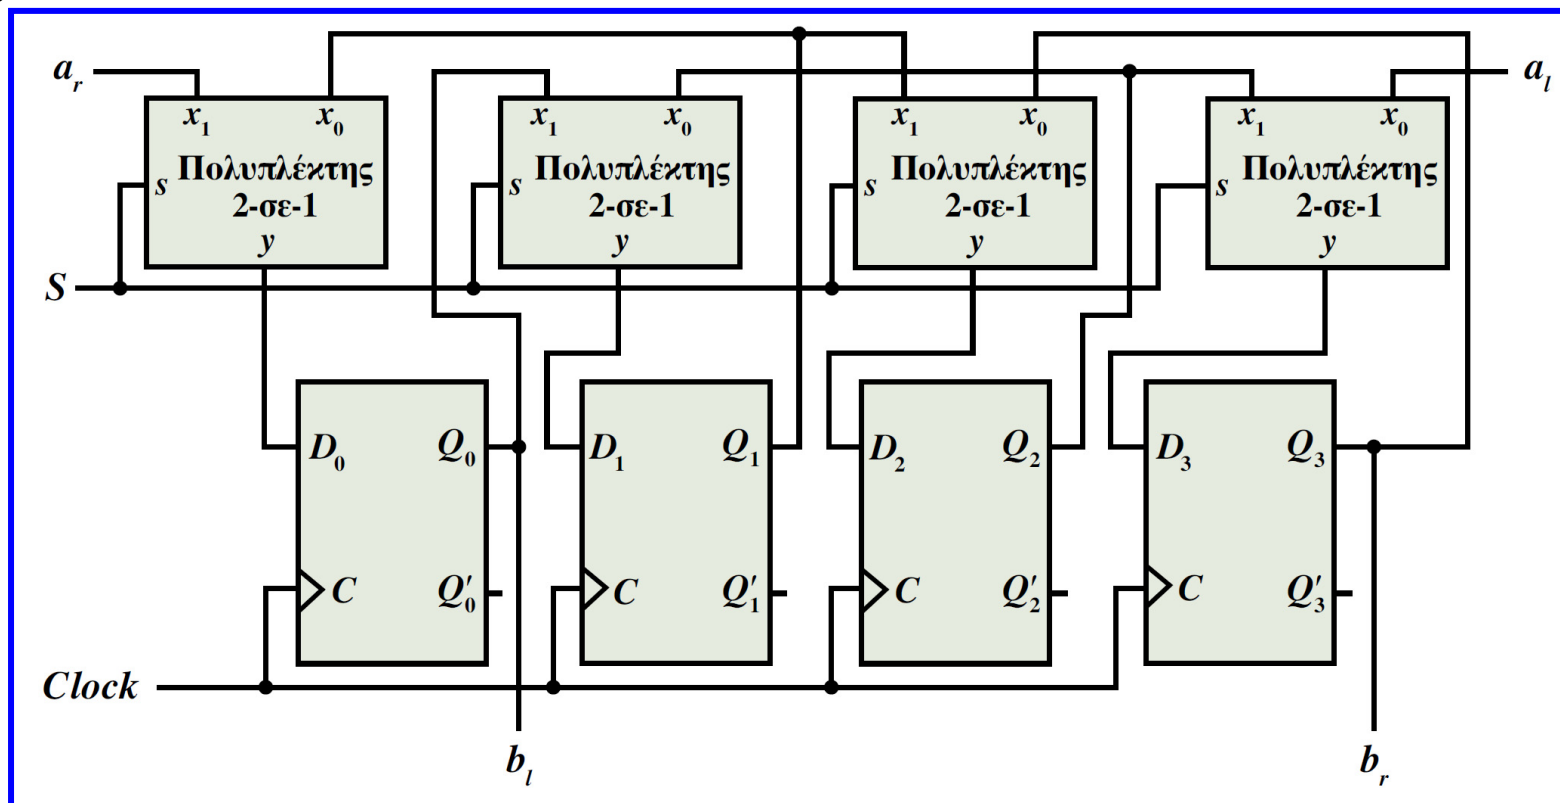 a_r a_l
x_1 x_0 x_1 x_0 x_1 x_0 x_1 x_0
s Πολυπλέκτης s Πολυπλέκτης s Πολυπλέκτης s Πολυπλέκτης
2-σε-1 2-σε-1 2-σε-1 2-σε-1
y y y y
S
D_0 Q_0 D_1 Q_1 D_2 Q_2 D_3 Q_3
C Q′_0 C Q′_1 C Q′_2 C Q′_3
Clock
b_l b_r